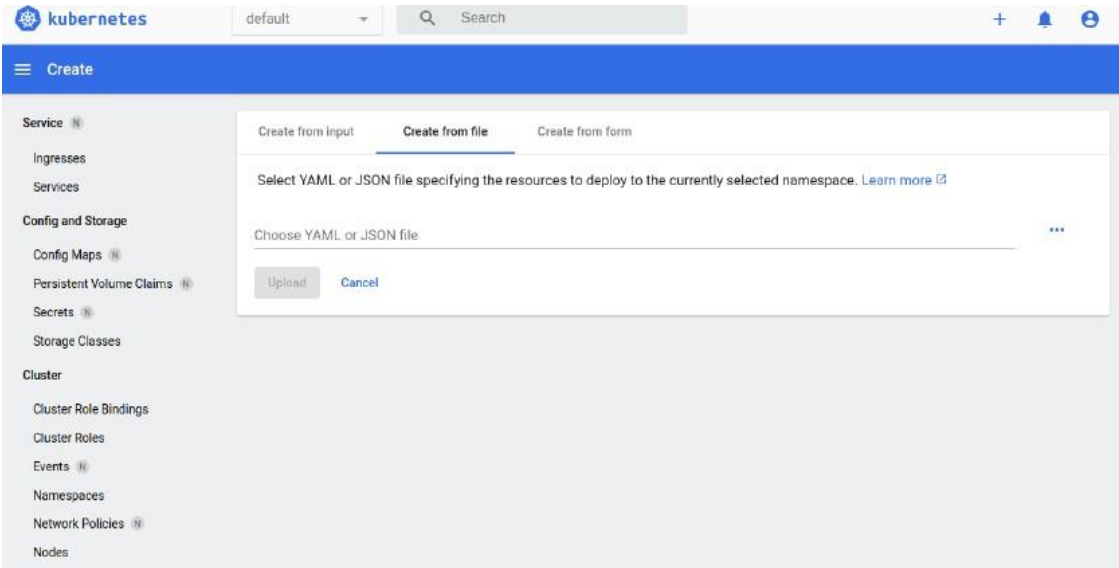 kubernetes
default
Search
Create
Service N
Ingresses
Services
Config and Storage
Config Maps N
Persistent Volume Claims N
Secrets N
Storage Classes
Cluster
Cluster Role Bindings
Cluster Roles
Events N
Namespaces
Network Policies N
Nodes
Create from input
Create from file
Create from form
Select YAML or JSON file specifying the resources to deploy to the currently selected namespace. Learn more
Choose YAML or JSON file
Upload
Cancel